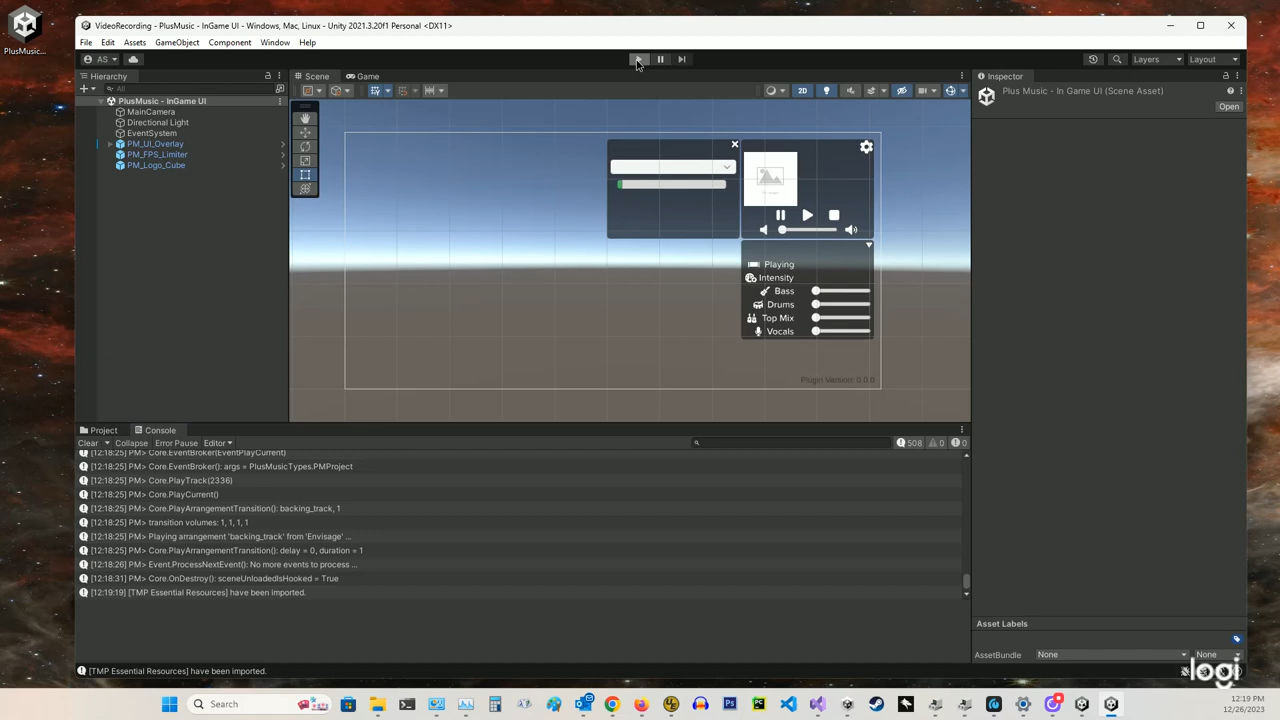 PlusMusic...
VideoRecording - PlusMusic - InGame UI - Windows, Mac, Linux - Unity 2021.3.20f1 Personal <DX11>
File Edit Assets GameObject Component Window Help
AS Layers Layout
Hierarchy Scene Game Inspector
All
2D
PlusMusic - InGame UI
Plus Music - In Game UI (Scene Asset)
Open
MainCamera
Directional Light
EventSystem
PM_UI_Overlay
PM_FPS_Limiter
PM_Logo_Cube
Playing
Intensity
Bass
Drums
Top Mix
Vocals
Plugin Version: 0.0.0
Project Console
Clear Collapse Error Pause Editor 508 0 0
[12:18:25] PM> Core.EventBroker(EventPlayCurrent)
[12:18:25] PM> Core.EventBroker(): args = PlusMusicTypes.PMProject
[12:18:25] PM> Core.PlayTrack(2336)
[12:18:25] PM> Core.PlayCurrent()
[12:18:25] PM> Core.PlayArrangementTransition(): backing_track, 1
[12:18:25] PM> transition volumes: 1, 1, 1, 1
[12:18:25] PM> Playing arrangement 'backing_track' from 'Envisage' ...
[12:18:25] PM> Core.PlayArrangementTransition(): delay = 0, duration = 1
[12:18:26] PM> Event.ProcessNextEvent(): No more events to process ...
[12:18:31] PM> Core.OnDestroy(): sceneUnloadedIsHooked = True
[12:19:19] [TMP Essential Resources] have been imported.
Asset Labels
AssetBundle None None
[TMP Essential Resources] have been imported.
logi
Search
12:19 PM
12/26/2023